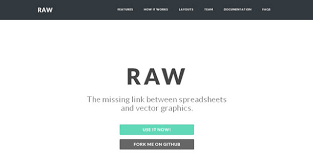 RAW
FEATURES
HOW IT WORKS
LAYOUTS
TEAM
DOCUMENTATION
FAQS
RAW
The missing link between spreadsheets
and vector graphics.
USE IT NOW!
FORK ME ON GITHUB